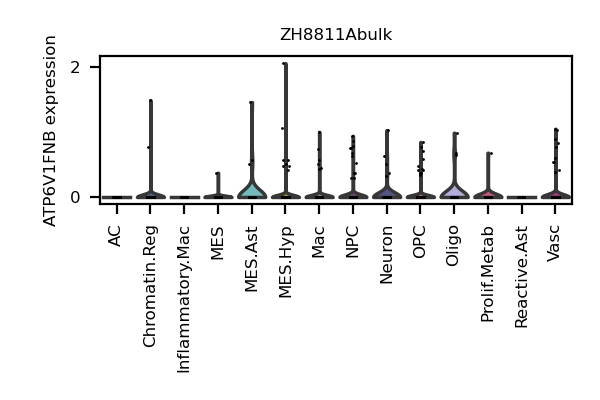 ZH8811Abulk
ATP6V1FNB expression
2
0
AC
Chromatin.Reg
Inflammatory.Mac
MES
MES.Ast
MES.Hyp
Mac
NPC
Neuron
OPC
Oligo
Prolif.Metab
Reactive.Ast
Vasc